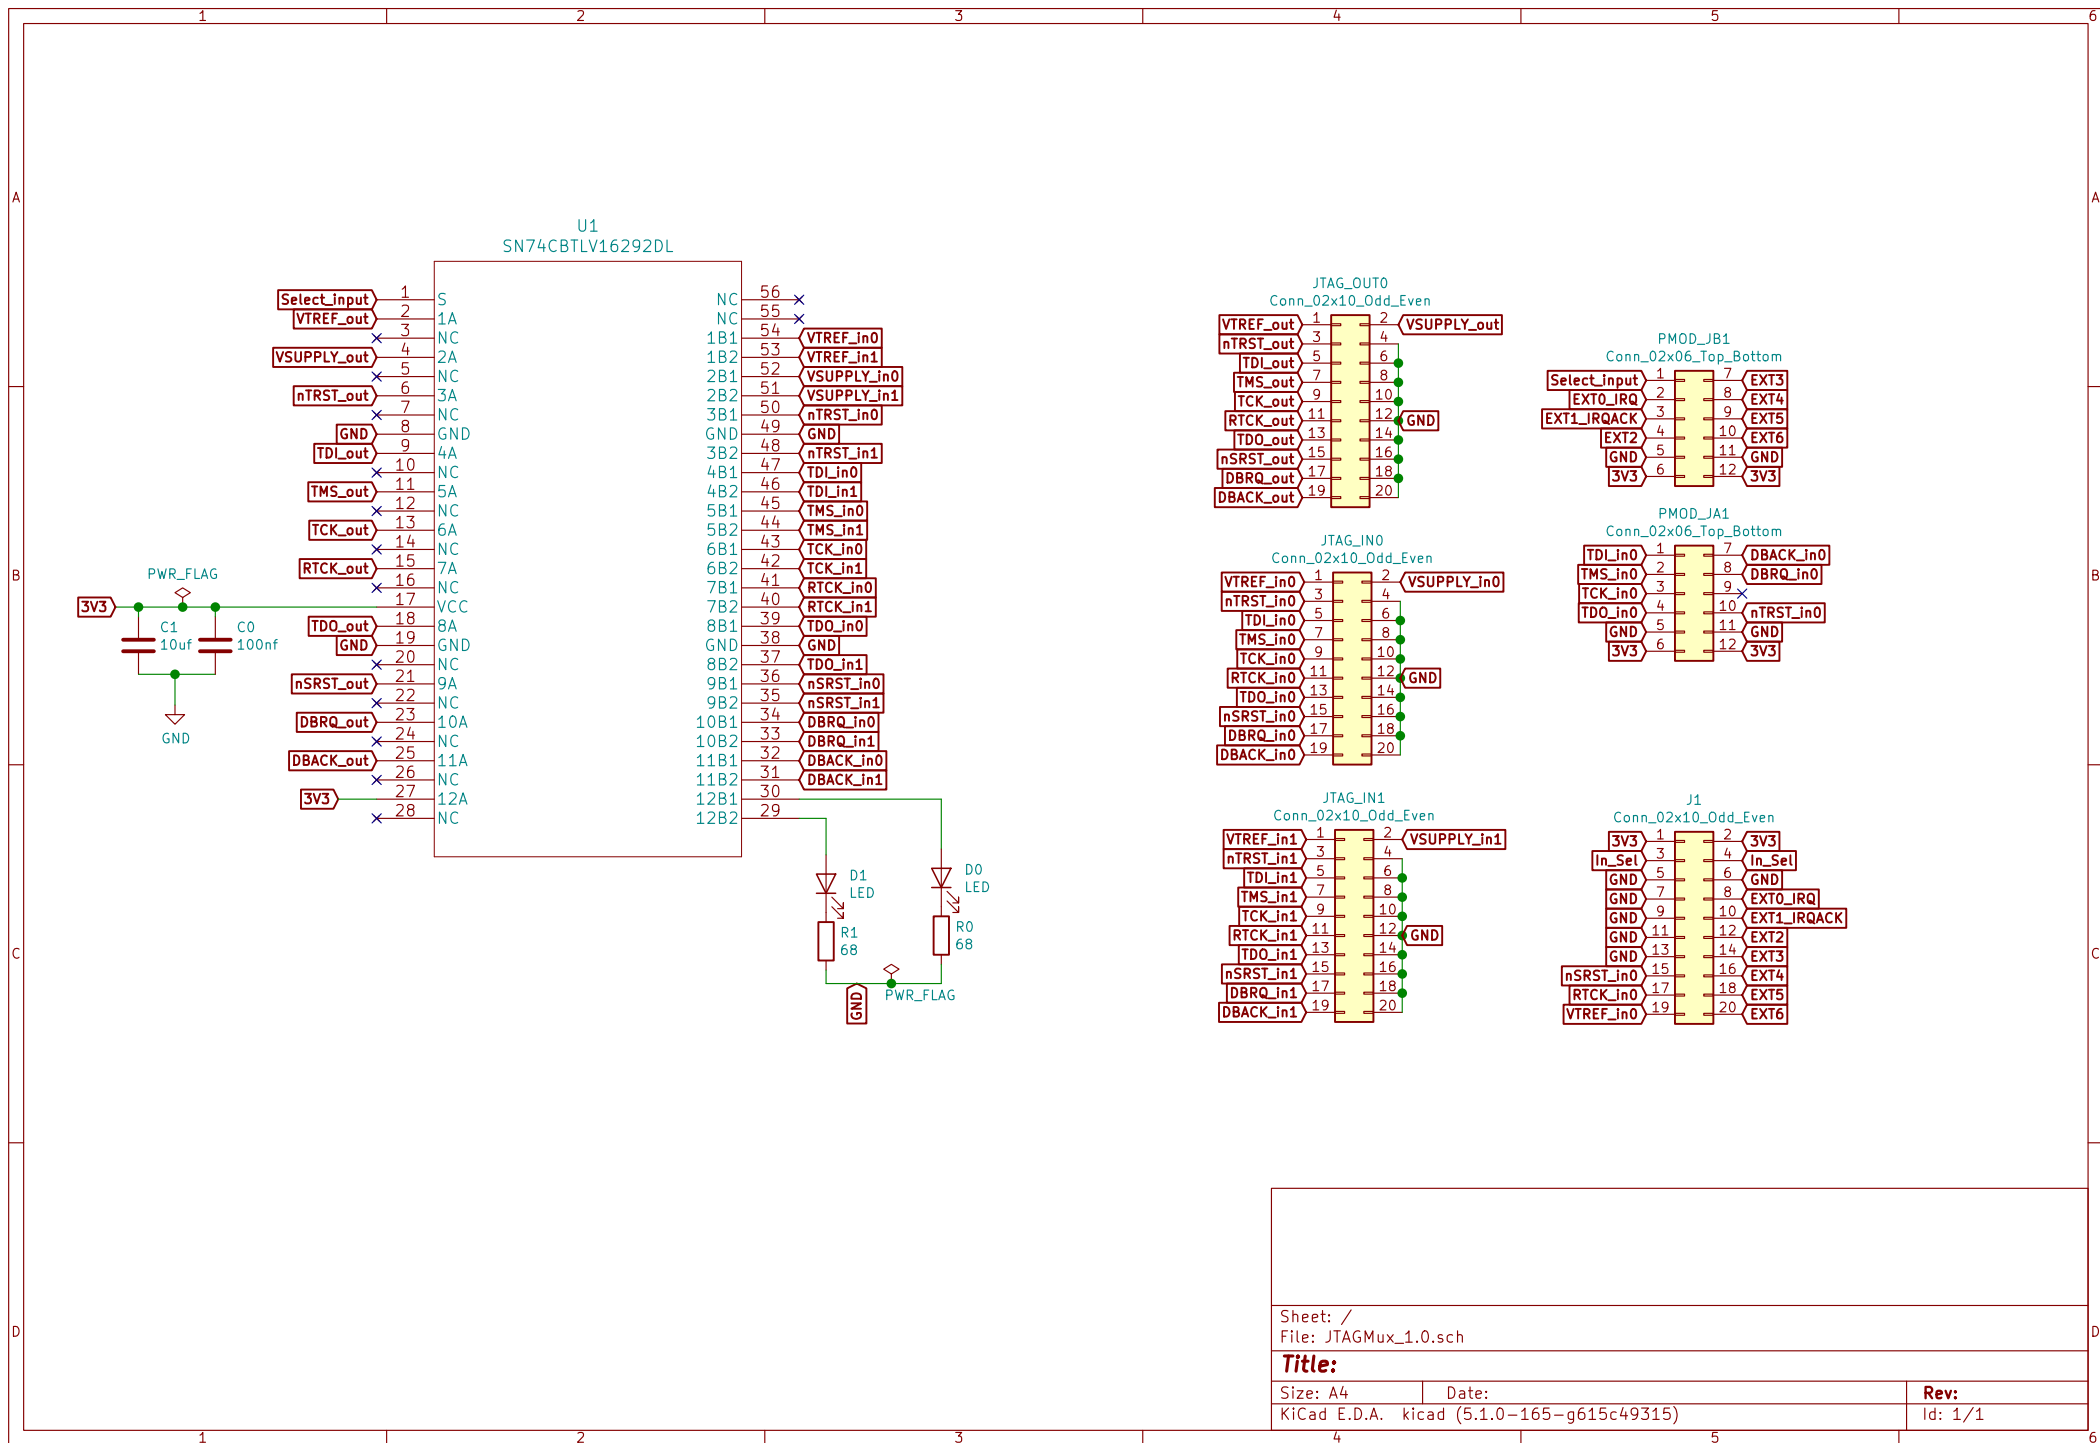 1 2 3 4 5 6
A A
B B
C C
D D
U1
SN74CBTLV16292DL
Select_input 1 S
VTREF_out 2 1A
3 NC
VSUPPLY_out 4 2A
5 NC
nTRST_out 6 3A
7 NC
GND 8 GND
TDI_out 9 4A
10 NC
TMS_out 11 5A
12 NC
TCK_out 13 6A
14 NC
RTCK_out 15 7A
16 NC
17 VCC
TDO_out 18 8A
GND 19 GND
20 NC
nSRST_out 21 9A
22 NC
DBRQ_out 23 10A
24 NC
DBACK_out 25 11A
26 NC
3V3 27 12A
28 NC
NC 56
NC 55
1B1 54 VTREF_in0
1B2 53 VTREF_in1
2B1 52 VSUPPLY_in0
2B2 51 VSUPPLY_in1
3B1 50 nTRST_in0
GND 49 GND
3B2 48 nTRST_in1
4B1 47 TDI_in0
4B2 46 TDI_in1
5B1 45 TMS_in0
5B2 44 TMS_in1
6B1 43 TCK_in0
6B2 42 TCK_in1
7B1 41 RTCK_in0
7B2 40 RTCK_in1
8B1 39 TDO_in0
GND 38 GND
8B2 37 TDO_in1
9B1 36 nSRST_in0
9B2 35 nSRST_in1
10B1 34 DBRQ_in0
10B2 33 DBRQ_in1
11B1 32 DBACK_in0
11B2 31 DBACK_in1
12B1 30
12B2 29
PWR_FLAG
3V3
C1
10uf
C0
100nf
GND
D1
LED
D0
LED
R1
68
R0
68
PWR_FLAG
GND
JTAG_OUT0
Conn_02x10_Odd_Even
VTREF_out 1 2 VSUPPLY_out
nTRST_out 3 4
TDI_out 5 6
TMS_out 7 8
TCK_out 9 10
RTCK_out 11 12 GND
TDO_out 13 14
nSRST_out 15 16
DBRQ_out 17 18
DBACK_out 19 20
JTAG_IN0
Conn_02x10_Odd_Even
VTREF_in0 1 2 VSUPPLY_in0
nTRST_in0 3 4
TDI_in0 5 6
TMS_in0 7 8
TCK_in0 9 10
RTCK_in0 11 12 GND
TDO_in0 13 14
nSRST_in0 15 16
DBRQ_in0 17 18
DBACK_in0 19 20
JTAG_IN1
Conn_02x10_Odd_Even
VTREF_in1 1 2 VSUPPLY_in1
nTRST_in1 3 4
TDI_in1 5 6
TMS_in1 7 8
TCK_in1 9 10
RTCK_in1 11 12 GND
TDO_in1 13 14
nSRST_in1 15 16
DBRQ_in1 17 18
DBACK_in1 19 20
PMOD_JB1
Conn_02x06_Top_Bottom
Select_input 1 7 EXT3
EXT0_IRQ 2 8 EXT4
EXT1_IRQACK 3 9 EXT5
EXT2 4 10 EXT6
GND 5 11 GND
3V3 6 12 3V3
PMOD_JA1
Conn_02x06_Top_Bottom
TDI_in0 1 7 DBACK_in0
TMS_in0 2 8 DBRQ_in0
TCK_in0 3 9
TDO_in0 4 10 nTRST_in0
GND 5 11 GND
3V3 6 12 3V3
J1
Conn_02x10_Odd_Even
3V3 1 2 3V3
In_Sel 3 4 In_Sel
GND 5 6 GND
GND 7 8 EXT0_IRQ
GND 9 10 EXT1_IRQACK
GND 11 12 EXT2
GND 13 14 EXT3
nSRST_in0 15 16 EXT4
RTCK_in0 17 18 EXT5
VTREF_in0 19 20 EXT6
Sheet: /
File: JTAGMux_1.0.sch
Title:
Size: A4 Date: Rev:
KiCad E.D.A. kicad (5.1.0-165-g615c49315) Id: 1/1
1 2 3 4 5 6